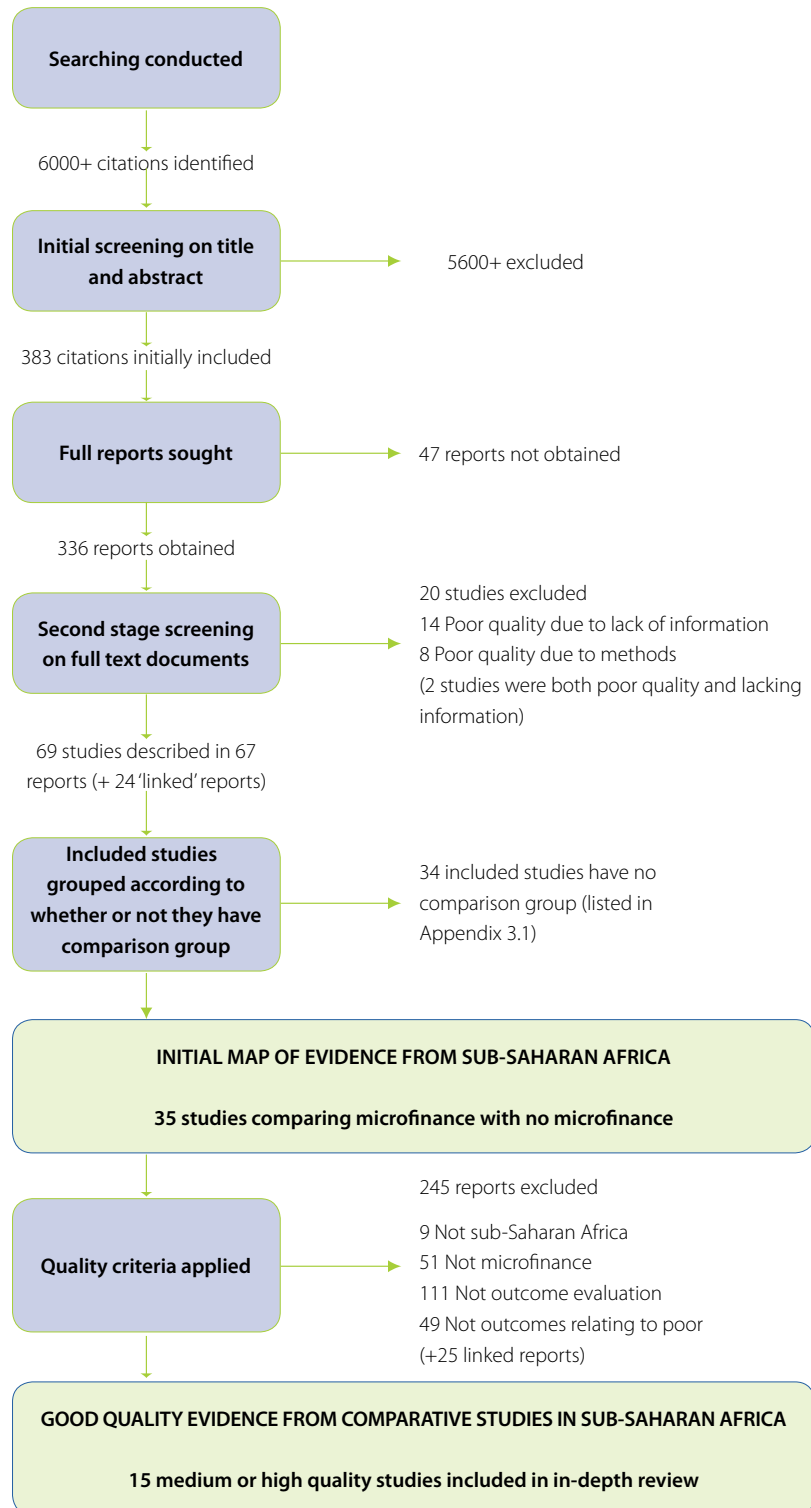 Searching conducted
6000+ citations identified
Initial screening on title
and abstract
5600+ excluded
383 citations initially included
Full reports sought
47 reports not obtained
336 reports obtained
Second stage screening
on full text documents
20 studies excluded
14 Poor quality due to lack of information
8 Poor quality due to methods
(2 studies were both poor quality and lacking
information)
69 studies described in 67
reports (+ 24 ‘linked’ reports)
Included studies
grouped according to
whether or not they have
comparison group
34 included studies have no
comparison group (listed in
Appendix 3.1)
INITIAL MAP OF EVIDENCE FROM SUB-SAHARAN AFRICA
35 studies comparing microfinance with no microfinance
Quality criteria applied
245 reports excluded
9 Not sub-Saharan Africa
51 Not microfinance
111 Not outcome evaluation
49 Not outcomes relating to poor
(+25 linked reports)
GOOD QUALITY EVIDENCE FROM COMPARATIVE STUDIES IN SUB-SAHARAN AFRICA
15 medium or high quality studies included in in-depth review